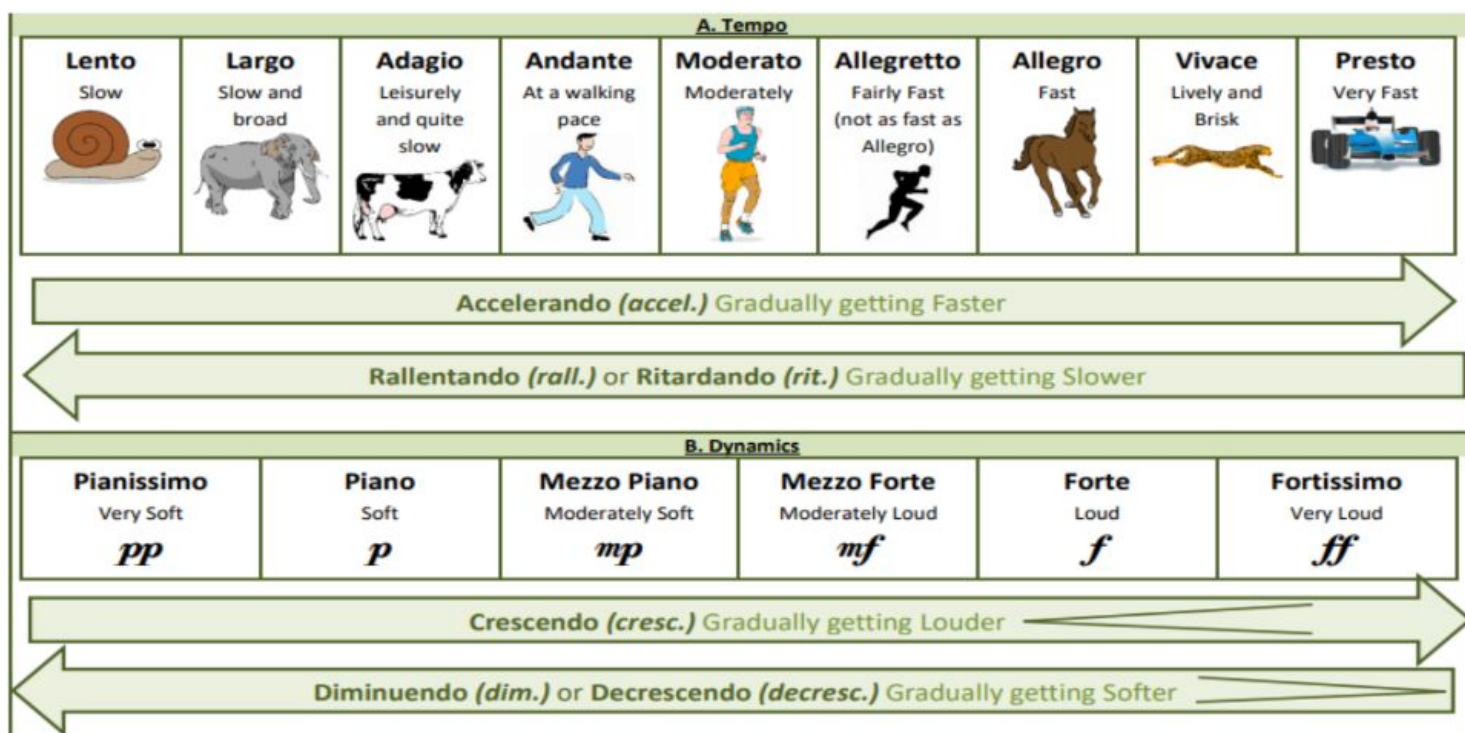 A. Tempo
Lento
Slow
Largo
Slow and
broad
Adagio
Leisurely
and quite
slow
Andante
At a walking
pace
Moderato
Moderately
Allegretto
Fairly Fast
(not as fast as
Allegro)
Allegro
Fast
Vivace
Lively and
Brisk
Presto
Very Fast
Accelerando (accel.) Gradually getting Faster
Rallentando (rall.) or Ritardando (rit.) Gradually getting Slower
B. Dynamics
Pianissimo
Very Soft
pp
Piano
Soft
p
Mezzo Piano
Moderately Soft
mp
Mezzo Forte
Moderately Loud
mf
Forte
Loud
f
Fortissimo
Very Loud
ff
Crescendo (cresc.) Gradually getting Louder
Diminuendo (dim.) or Decrescendo (decresc.) Gradually getting Softer